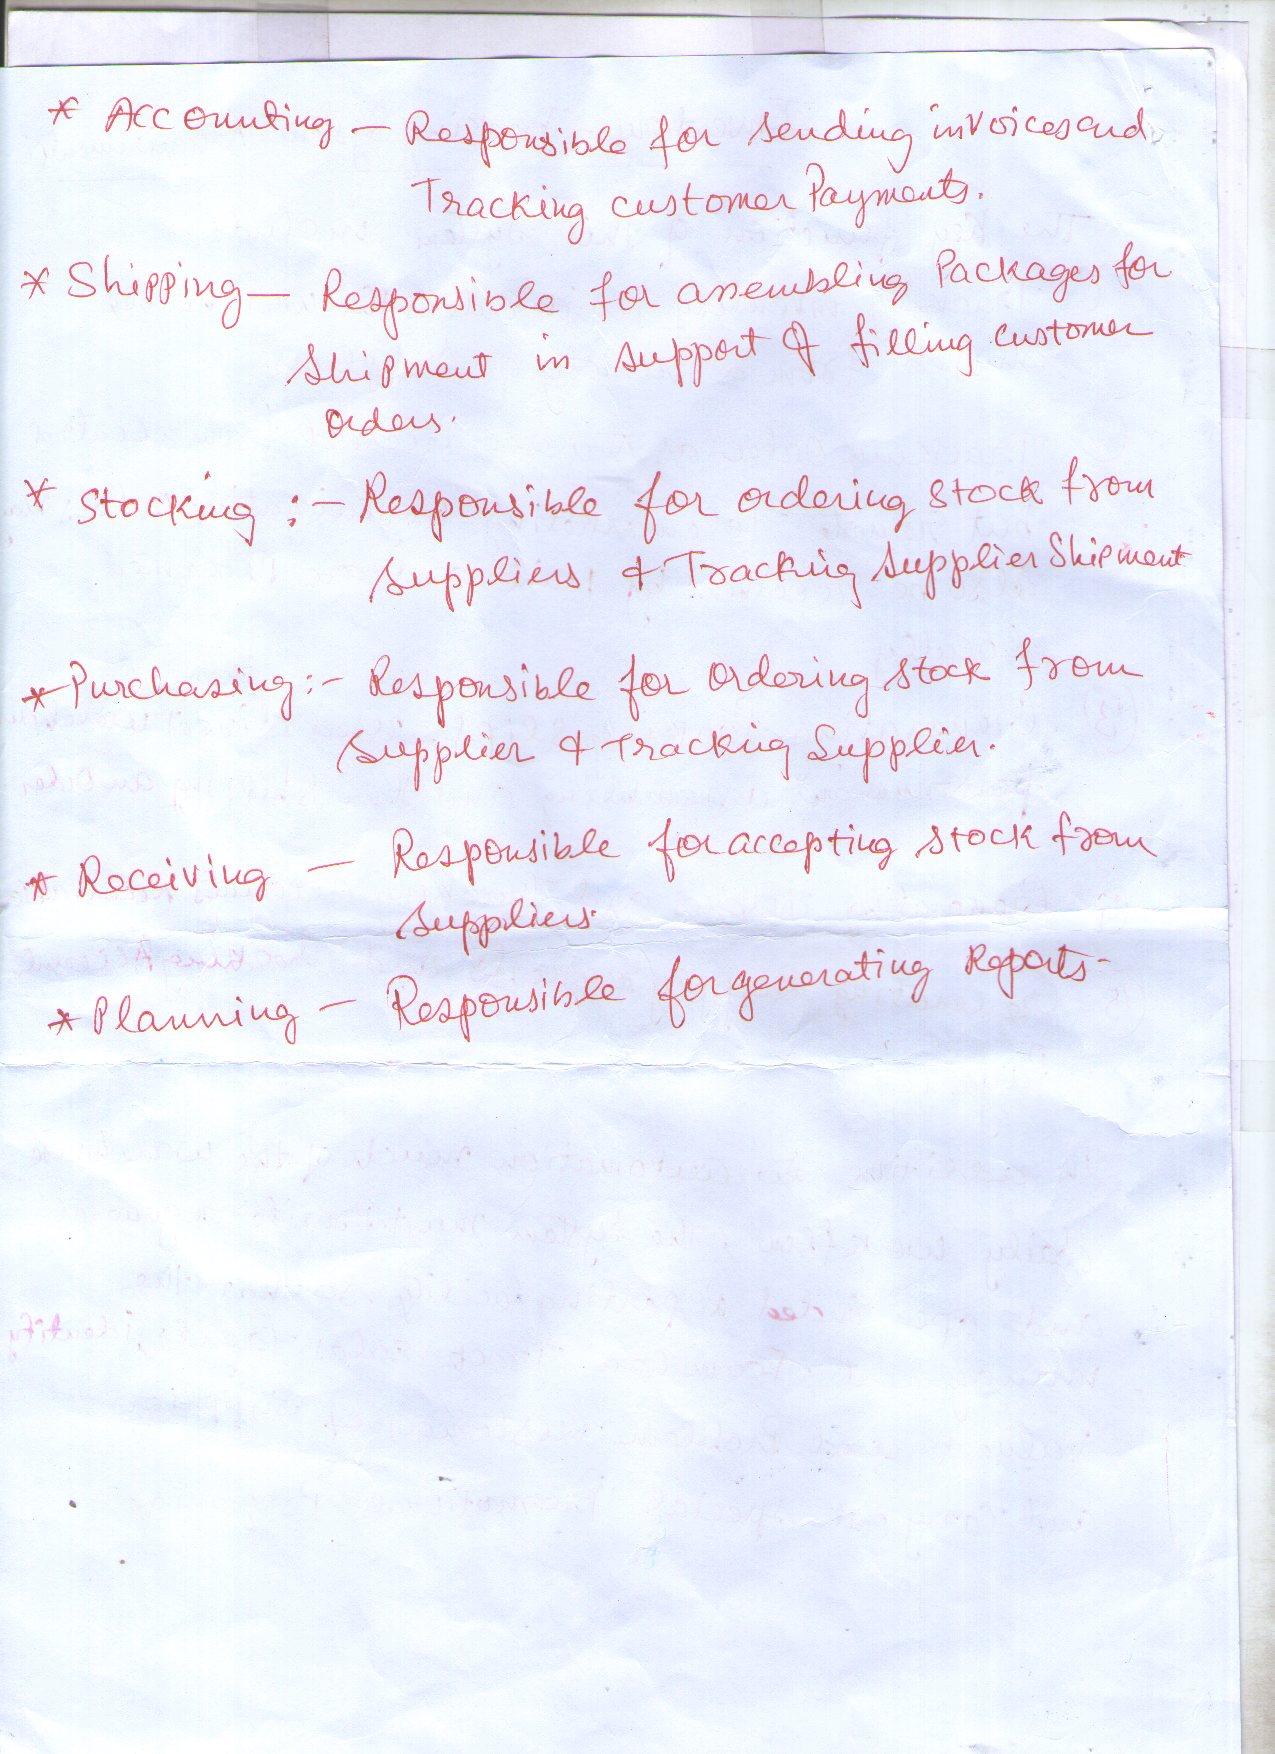 * Accounting — Responsible for sending invoices and
Tracking customer Payments.
* Shipping — Responsible for assembling Packages for
shipment in support of filling customer
orders.
* Stocking :- Responsible for ordering stock from
suppliers & Tracking supplier Shipment
* Purchasing :- Responsible for ordering stock from
supplier & Tracking Supplier.
* Receiving — Responsible for accepting stock from
suppliers.
* Planning — Responsible for generating Reports-